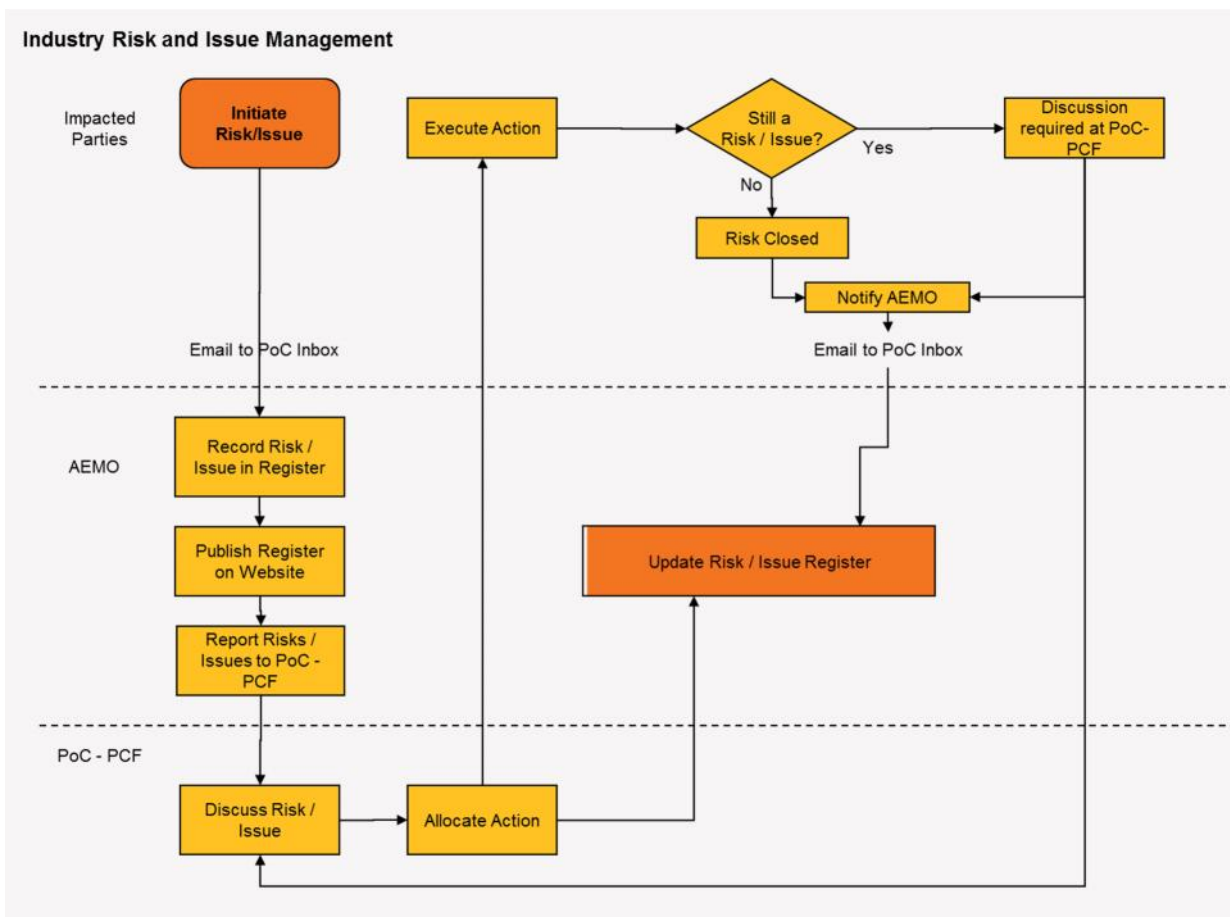 Industry Risk and Issue Management
Impacted
Parties
Initiate
Risk/Issue
Execute Action
Still a
Risk / Issue?
Yes
Discussion
required at PoC-
PCF
No
Risk Closed
Notify AEMO
Email to PoC Inbox
Email to PoC Inbox
AEMO
Record Risk /
Issue in Register
Publish Register
on Website
Update Risk / Issue Register
Report Risks /
Issues to PoC -
PCF
PoC - PCF
Discuss Risk /
Issue
Allocate Action